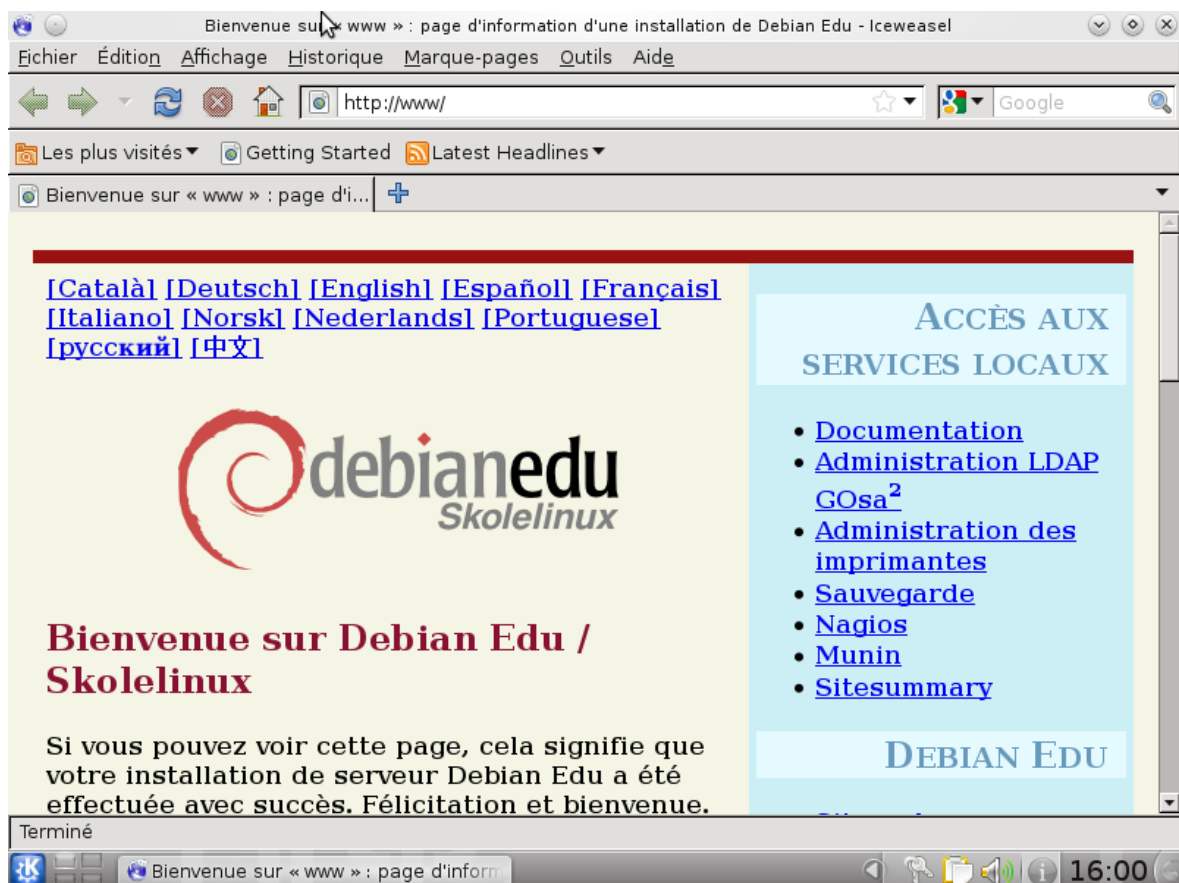 Bienvenue sur « www » : page d'information d'une installation de Debian Edu - Iceweasel
Fichier Édition Affichage Historique Marque-pages Outils Aide
http://www/
Google
Les plus visités Getting Started Latest Headlines
Bienvenue sur « www » : page d'i...
[Català] [Deutsch] [English] [Español] [Français]
[Italiano] [Norsk] [Nederlands] [Portuguese]
[русский] [中文]
debianedu
Skolelinux
Bienvenue sur Debian Edu /
Skolelinux
Si vous pouvez voir cette page, cela signifie que
votre installation de serveur Debian Edu a été
effectuée avec succès. Félicitation et bienvenue.
Accès aux
services locaux
Documentation
Administration LDAP
GOsa²
Administration des
imprimantes
Sauvegarde
Nagios
Munin
Sitesummary
Debian Edu
Terminé
Bienvenue sur « www » : page d'inform
16:00